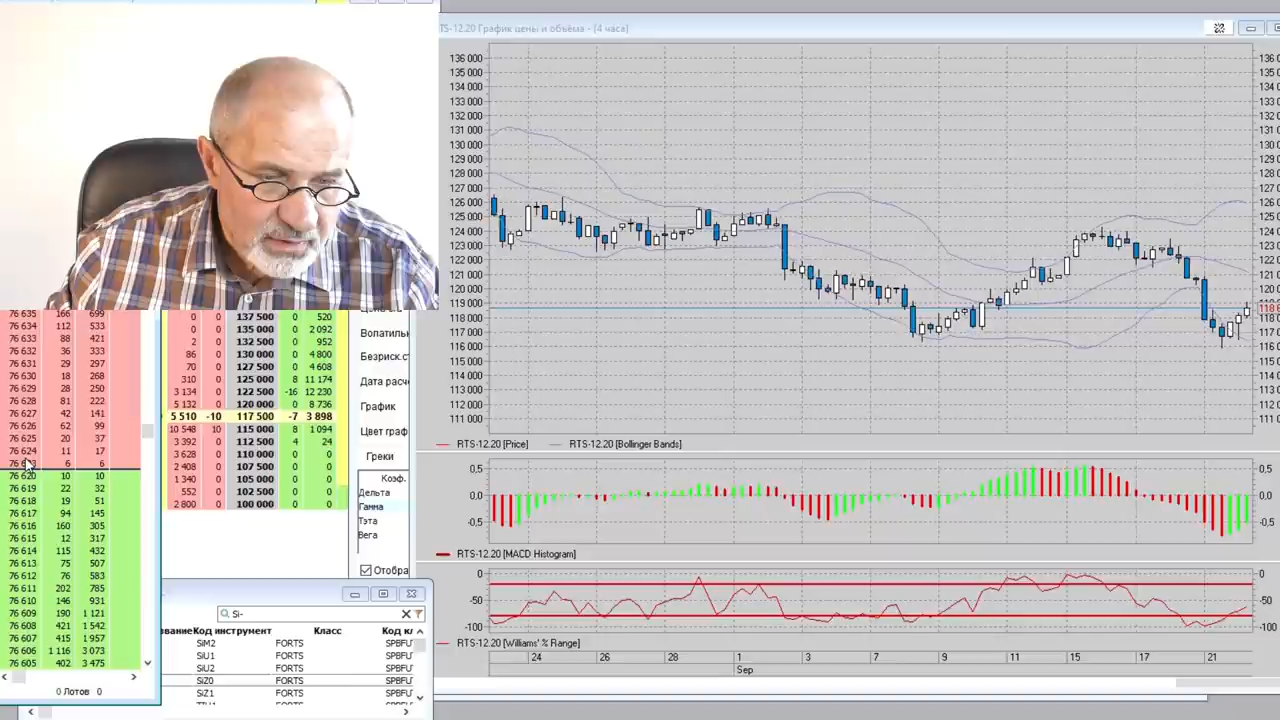 RTS-12.20 График цены и объёма - [4 часа]
136 000
135 000
134 000
133 000
132 000
131 000
130 000
129 000
128 000
127 000
126 000
125 000
124 000
123 000
122 000
121 000
120 000
119 000
118 000
117 000
116 000
115 000
114 000
113 000
112 000
111 000
RTS-12.20 [Price] RTS-12.20 [Bollinger Bands]
0,5
0,0
-0,5
RTS-12.20 [MACD Histogram]
0
-50
-100
RTS-12.20 [Williams' % Range]
24 26 28 1 3 7 9 11 15 17 21
Sep
76 635 166 699
76 634 112 533
76 633 88 421
76 632 36 333
76 631 29 297
76 630 18 268
76 629 28 250
76 628 81 222
76 627 42 141
76 626 62 99
76 625 20 37
76 624 11 17
6 6
76 620 10 10
76 619 22 32
76 618 19 51
76 617 94 145
76 616 160 305
76 615 12 317
76 614 115 432
76 613 75 507
76 612 76 583
76 611 202 785
76 610 146 931
76 609 190 1 121
76 608 421 1 542
76 607 415 1 957
76 606 1 116 3 073
76 605 402 3 475
0 Лотов 0
0 0 137 500 0 520
0 0 135 000 0 2 092
2 0 132 500 0 952
86 0 130 000 0 4 800
70 0 127 500 0 4 608
310 0 125 000 8 11 174
3 134 0 122 500 -16 12 230
5 132 0 120 000 0 8 736
5 510 -10 117 500 -7 3 898
10 548 10 115 000 8 1 094
3 392 0 112 500 4 24
3 628 0 110 000 0 0
2 408 0 107 500 0 0
1 340 0 105 000 0 0
552 0 102 500 0 0
2 800 0 100 000 0 0
Волатиль
Безриск.ст
Дата расче
График
Цвет граф
Греки
Коэф.
Дельта
Гамма
Тэта
Вега
Отобра
Si-
звание Код инструмент Класс Код кл
SiM2 FORTS SPBFU
SiU1 FORTS SPBFU
SiU2 FORTS SPBFU
SiZ0 FORTS SPBFU
SiZ1 FORTS SPBFU